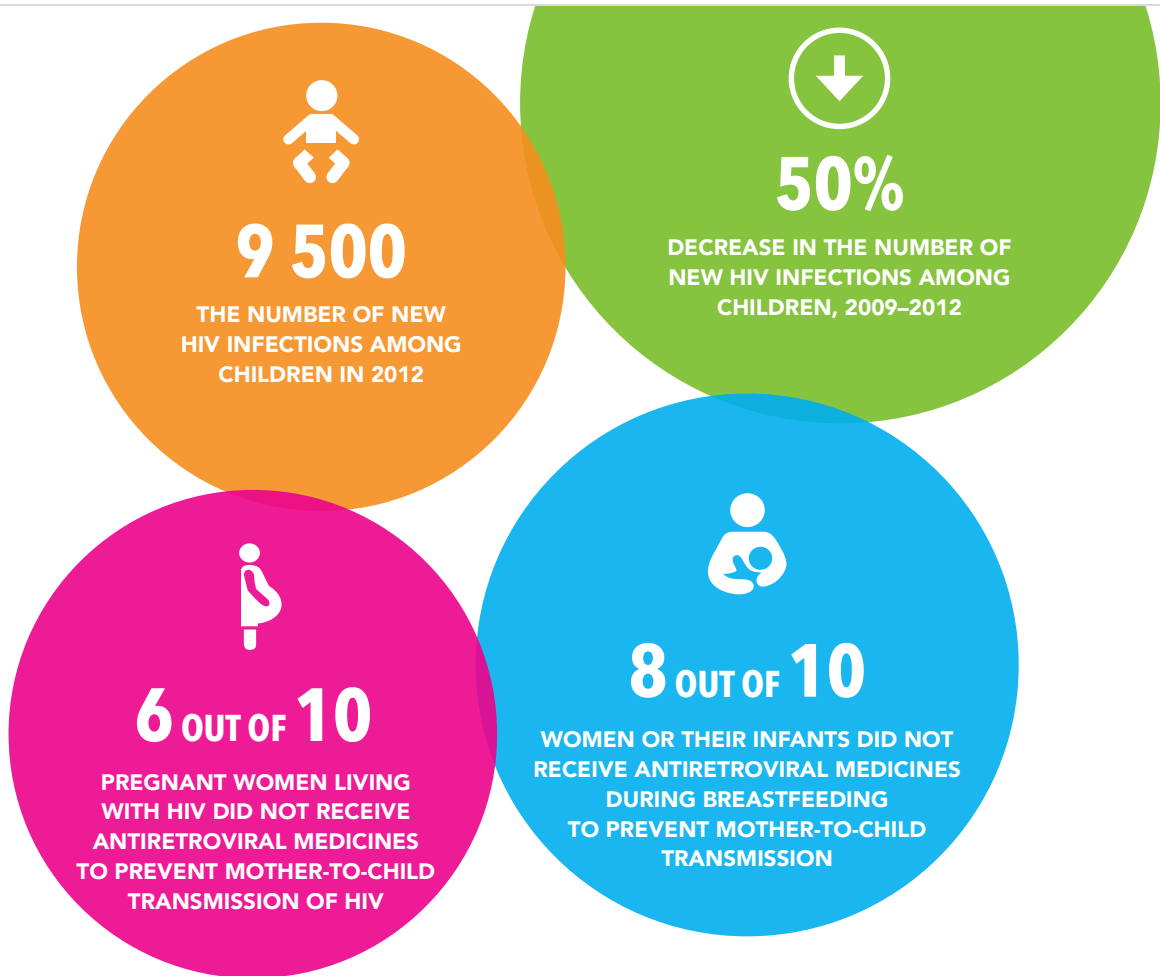 9 500
THE NUMBER OF NEW
HIV INFECTIONS AMONG
CHILDREN IN 2012
50%
DECREASE IN THE NUMBER OF
NEW HIV INFECTIONS AMONG
CHILDREN, 2009–2012
6 OUT OF 10
PREGNANT WOMEN LIVING
WITH HIV DID NOT RECEIVE
ANTIRETROVIRAL MEDICINES
TO PREVENT MOTHER-TO-CHILD
TRANSMISSION OF HIV
8 OUT OF 10
WOMEN OR THEIR INFANTS DID NOT
RECEIVE ANTIRETROVIRAL MEDICINES
DURING BREASTFEEDING
TO PREVENT MOTHER-TO-CHILD
TRANSMISSION